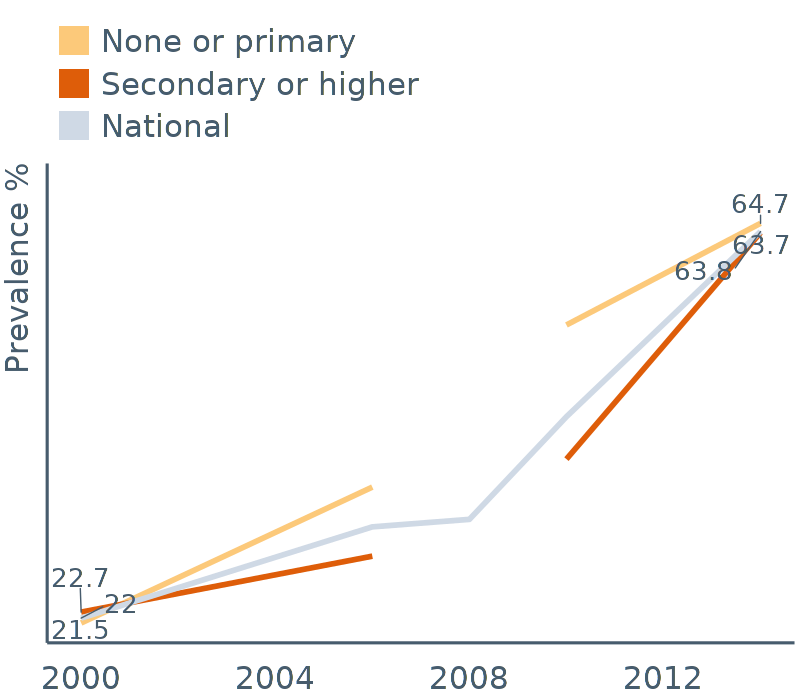 None or primary
Secondary or higher
National
Prevalence %
64.7
63.7
63.8
22.7
22
21.5
2000 2004 2008 2012